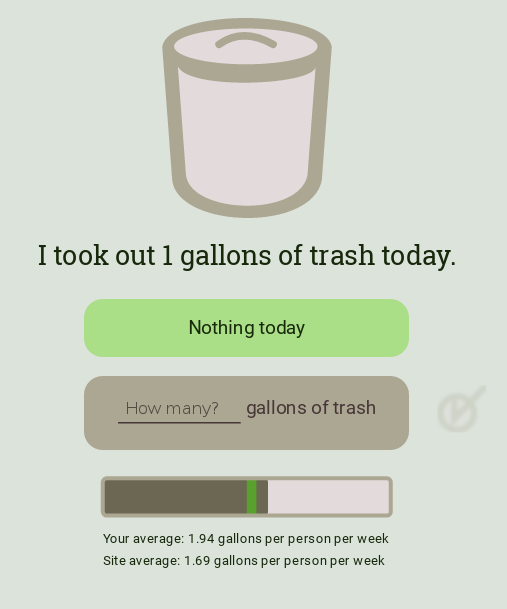 I took out 1 gallons of trash today.
Nothing today
How many? gallons of trash
Your average: 1.94 gallons per person per week
Site average: 1.69 gallons per person per week